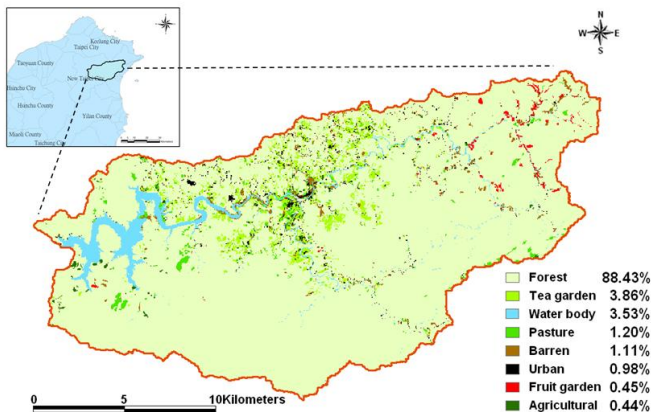 Keelung City
Taipei City
Taoyuan County
New Taipei City
Hsinchu City
Hsinchu County
Yilan County
Miaoli County
Taichung City
N
W E
S
Forest 88.43%
Tea garden 3.86%
Water body 3.53%
Pasture 1.20%
Barren 1.11%
Urban 0.98%
Fruit garden 0.45%
Agricultural 0.44%
0 5 10Kilometers